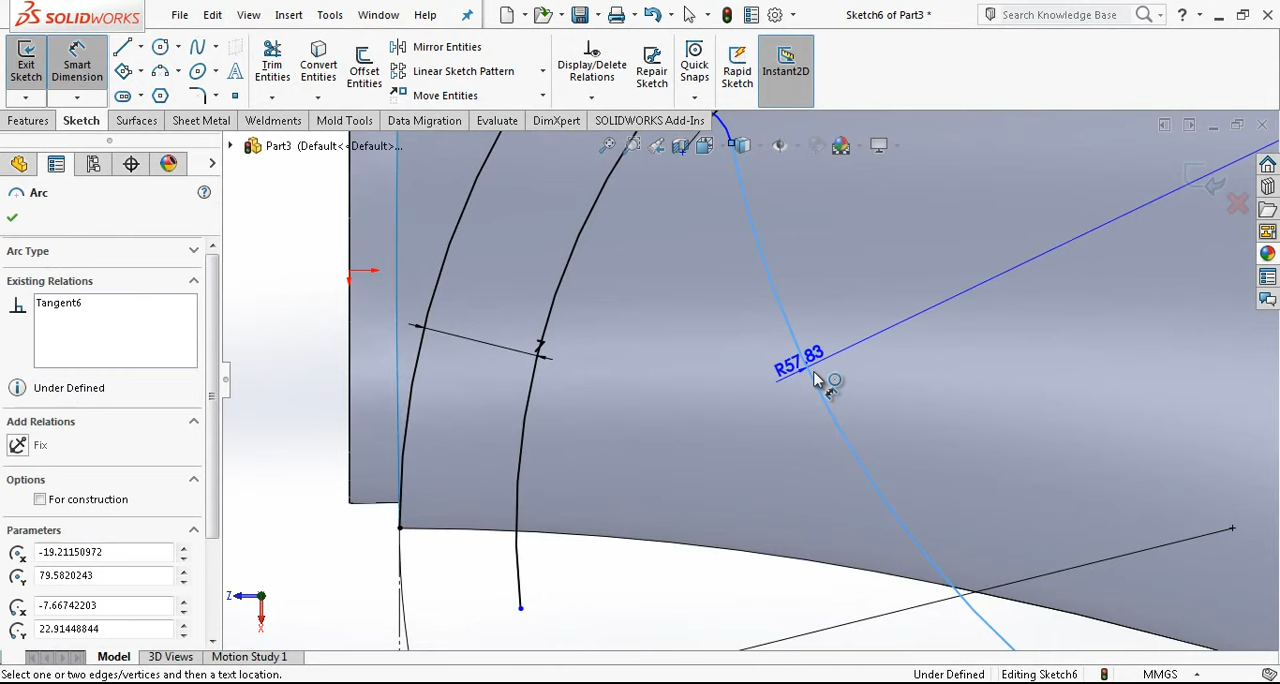 SOLIDWORKS
File Edit View Insert Tools Window Help
Sketch6 of Part3 *
Search Knowledge Base
Exit Sketch
Smart Dimension
Trim Entities
Convert Entities
Offset Entities
Mirror Entities
Linear Sketch Pattern
Move Entities
Display/Delete Relations
Repair Sketch
Quick Snaps
Rapid Sketch
Instant2D
Features Sketch Surfaces Sheet Metal Weldments Mold Tools Data Migration Evaluate DimXpert SOLIDWORKS Add-Ins
Part3 (Default<<Default>...
Arc
Arc Type
Existing Relations
Tangent6
Under Defined
Add Relations
Fix
Options
For construction
Parameters
-19.21150972
79.5820243
-7.66742203
22.91448844
R57.83
7
Z
X
Model 3D Views Motion Study 1
Select one or two edges/vertices and then a text location.
Under Defined Editing Sketch6 MMGS